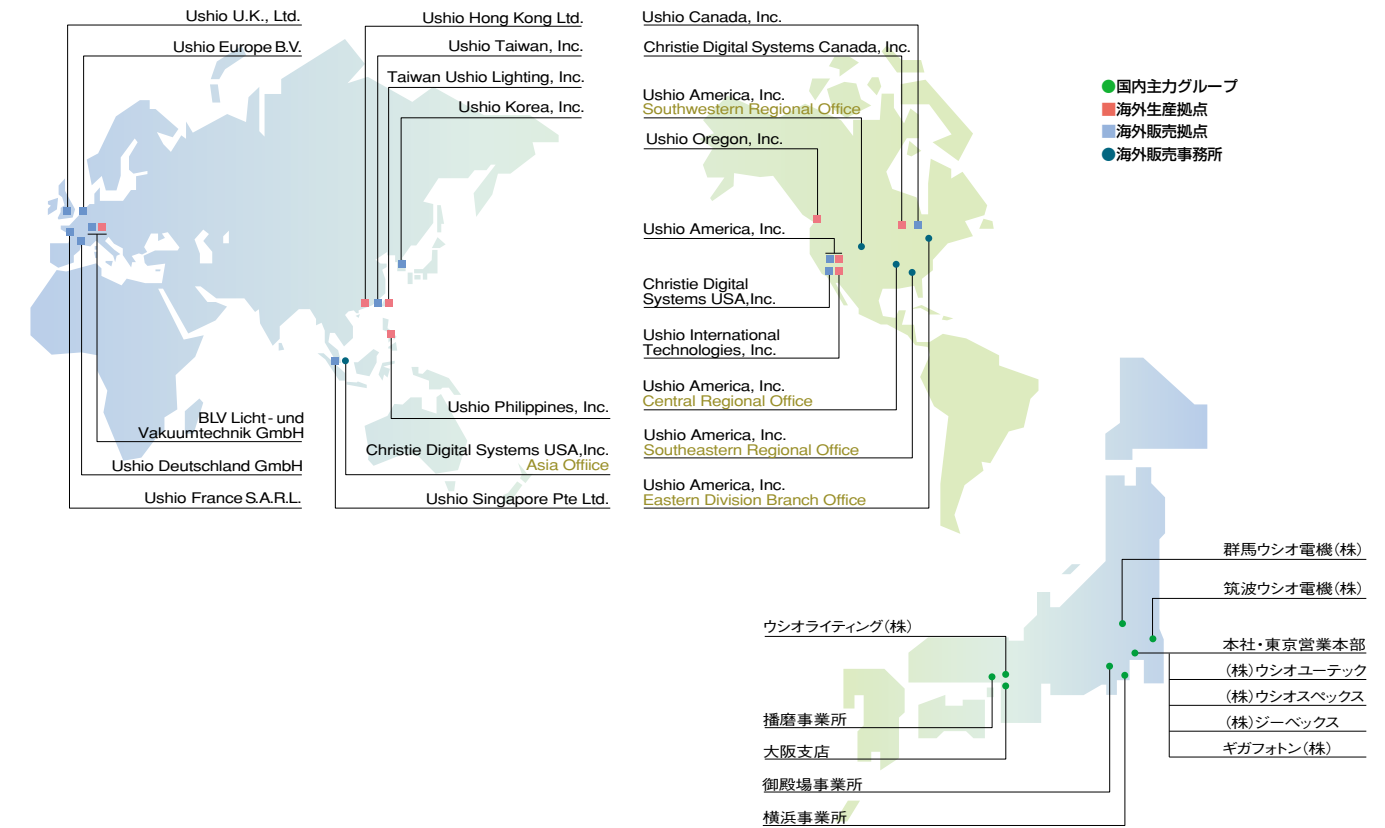 Ushio U.K., Ltd.
Ushio Europe B.V.
Ushio Hong Kong Ltd.
Ushio Taiwan, Inc.
Taiwan Ushio Lighting, Inc.
Ushio Korea, Inc.
BLV Licht - und
Vakuumtechnik GmbH
Ushio Deutschland GmbH
Ushio France S.A.R.L.
Ushio Philippines, Inc.
Christie Digital Systems USA,Inc.
Asia Offiice
Ushio Singapore Pte Ltd.
Ushio Canada, Inc.
Christie Digital Systems Canada, Inc.
Ushio America, Inc.
Southwestern Regional Office
Ushio Oregon, Inc.
Ushio America, Inc.
Christie Digital
Systems USA,Inc.
Ushio International
Technologies, Inc.
Ushio America, Inc.
Central Regional Office
Ushio America, Inc.
Southeastern Regional Office
Ushio America, Inc.
Eastern Division Branch Office
国内主力グループ
海外生産拠点
海外販売拠点
海外販売事務所
群馬ウシオ電機(株)
筑波ウシオ電機(株)
本社・東京営業本部
(株)ウシオユーテック
(株)ウシオスペックス
(株)ジーベックス
ギガフォトン(株)
ウシオライティング(株)
播磨事業所
大阪支店
御殿場事業所
横浜事業所